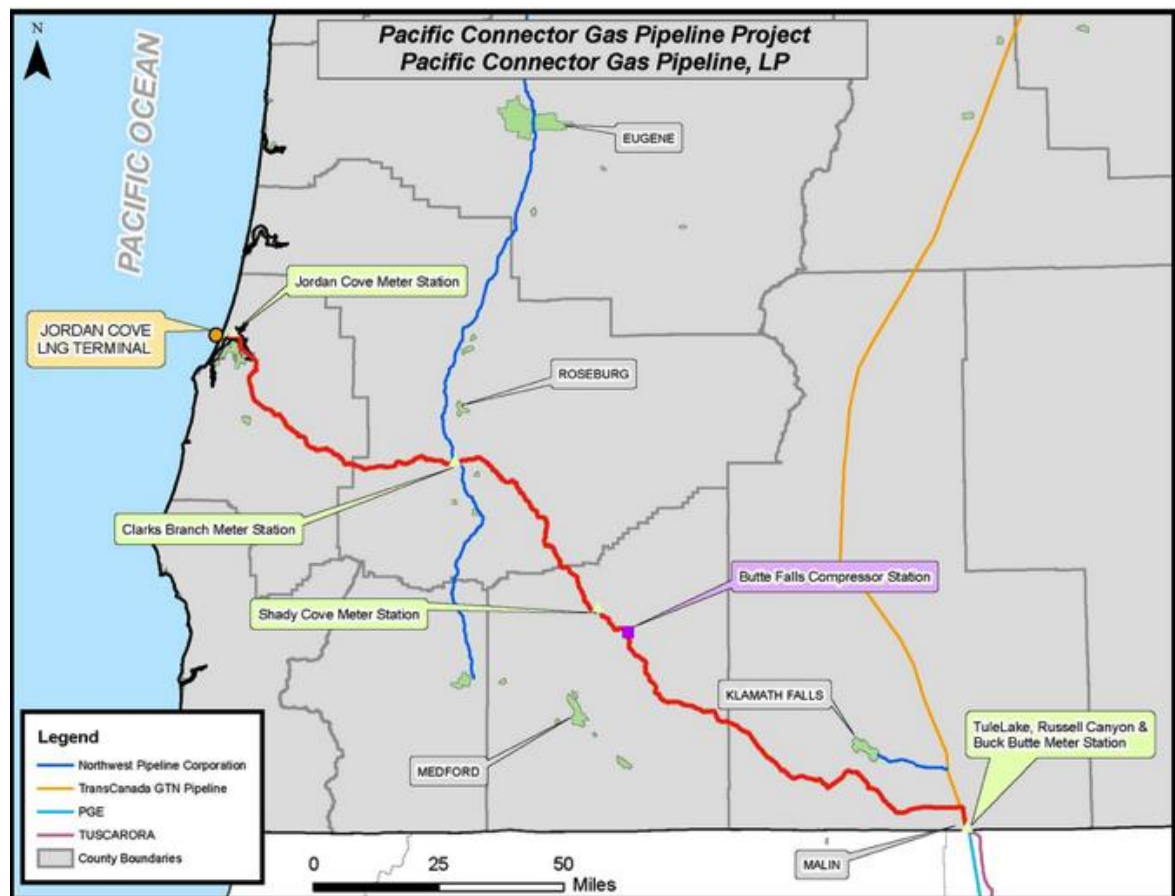 N
Pacific Connector Gas Pipeline Project
Pacific Connector Gas Pipeline, LP
PACIFIC OCEAN
EUGENE
Jordan Cove Meter Station
JORDAN COVE
LNG TERMINAL
ROSEBURG
Clarks Branch Meter Station
Butte Falls Compressor Station
Shady Cove Meter Station
KLAMATH FALLS
TuleLake, Russell Canyon &
Buck Butte Meter Station
MEDFORD
MALIN
Legend
Northwest Pipeline Corporation
TransCanada GTN Pipeline
PGE
TUSCARORA
County Boundaries
0 25 50
Miles